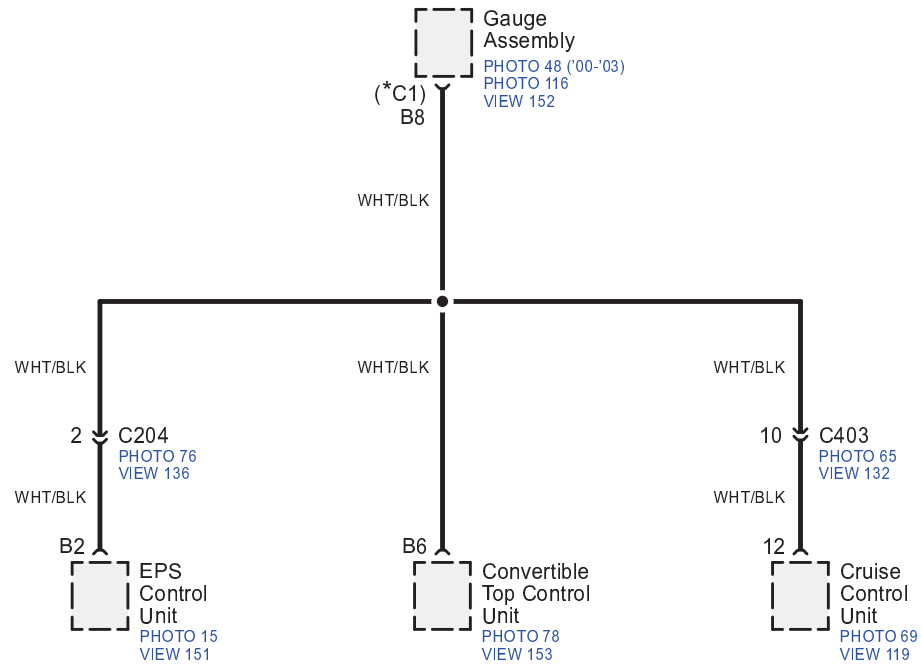 Gauge
Assembly
PHOTO 48 ('00-'03)
PHOTO 116
VIEW 152
(*C1)
B8
WHT/BLK
WHT/BLK
WHT/BLK
WHT/BLK
2
C204
PHOTO 76
VIEW 136
10
C403
PHOTO 65
VIEW 132
WHT/BLK
WHT/BLK
B2
EPS
Control
Unit
PHOTO 15
VIEW 151
B6
Convertible
Top Control
Unit
PHOTO 78
VIEW 153
12
Cruise
Control
Unit
PHOTO 69
VIEW 119